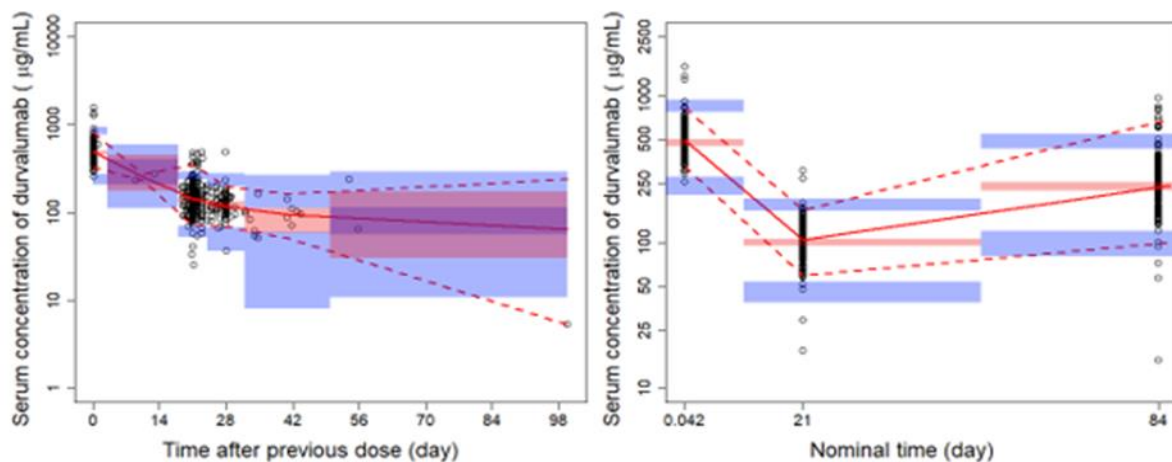 Serum concentration of durvalumab ( µg/mL)
10000
1000
100
10
1
0 14 28 42 56 70 84 98
Time after previous dose (day)
Serum concentration of durvalumab ( µg/mL)
2500
1000
500
250
100
50
25
10
0.042 21 84
Nominal time (day)